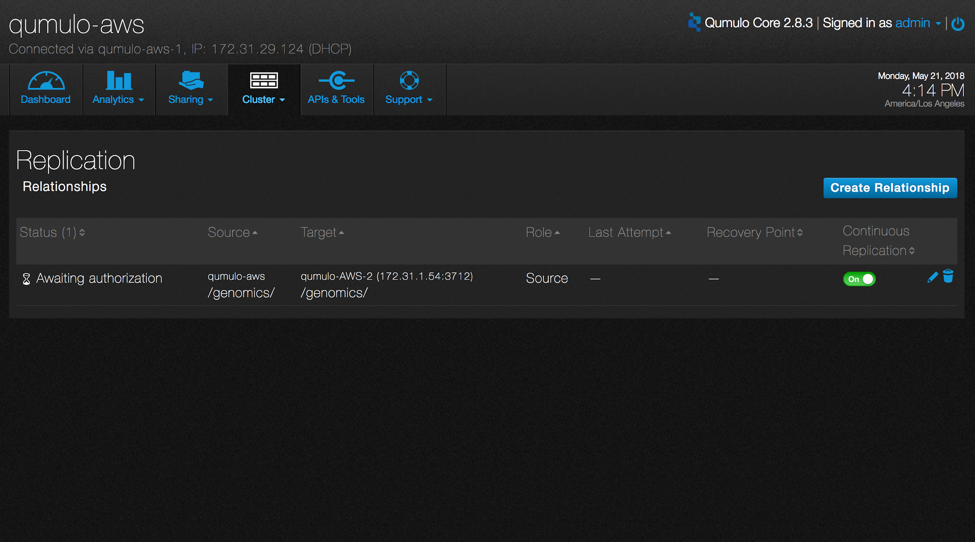 qumulo-aws
Connected via qumulo-aws-1, IP: 172.31.29.124 (DHCP)
Qumulo Core 2.8.3 | Signed in as admin
Dashboard Analytics Sharing Cluster APIs & Tools Support
Monday, May 21, 2018
4:14 PM
America/Los Angeles
Replication
Relationships
Create Relationship
Status (1) Source Target Role Last Attempt Recovery Point Continuous
Replication
Awaiting authorization qumulo-aws qumulo-AWS-2 (172.31.1.54:3712) Source — — On
/genomics/ /genomics/